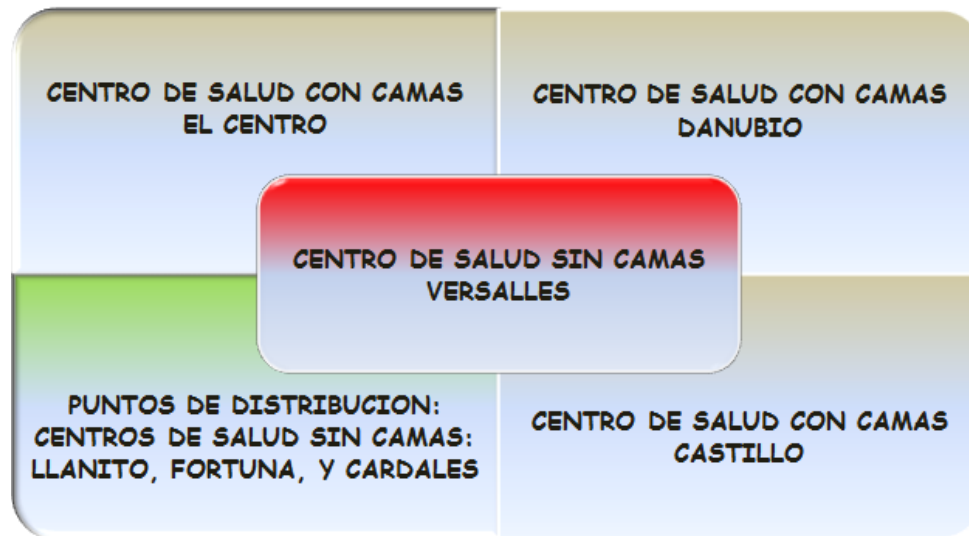 CENTRO DE SALUD CON CAMAS
EL CENTRO
CENTRO DE SALUD CON CAMAS
DANUBIO
CENTRO DE SALUD SIN CAMAS
VERSALLES
PUNTOS DE DISTRIBUCION:
CENTROS DE SALUD SIN CAMAS:
LLANITO, FORTUNA, Y CARDALES
CENTRO DE SALUD CON CAMAS
CASTILLO